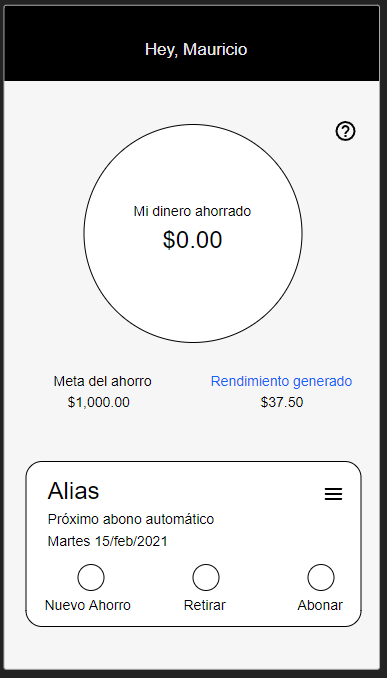 Hey, Mauricio
Mi dinero ahorrado
$0.00
Meta del ahorro
$1,000.00
Rendimiento generado
$37.50
Alias
Próximo abono automático
Martes 15/feb/2021
Nuevo Ahorro
Retirar
Abonar